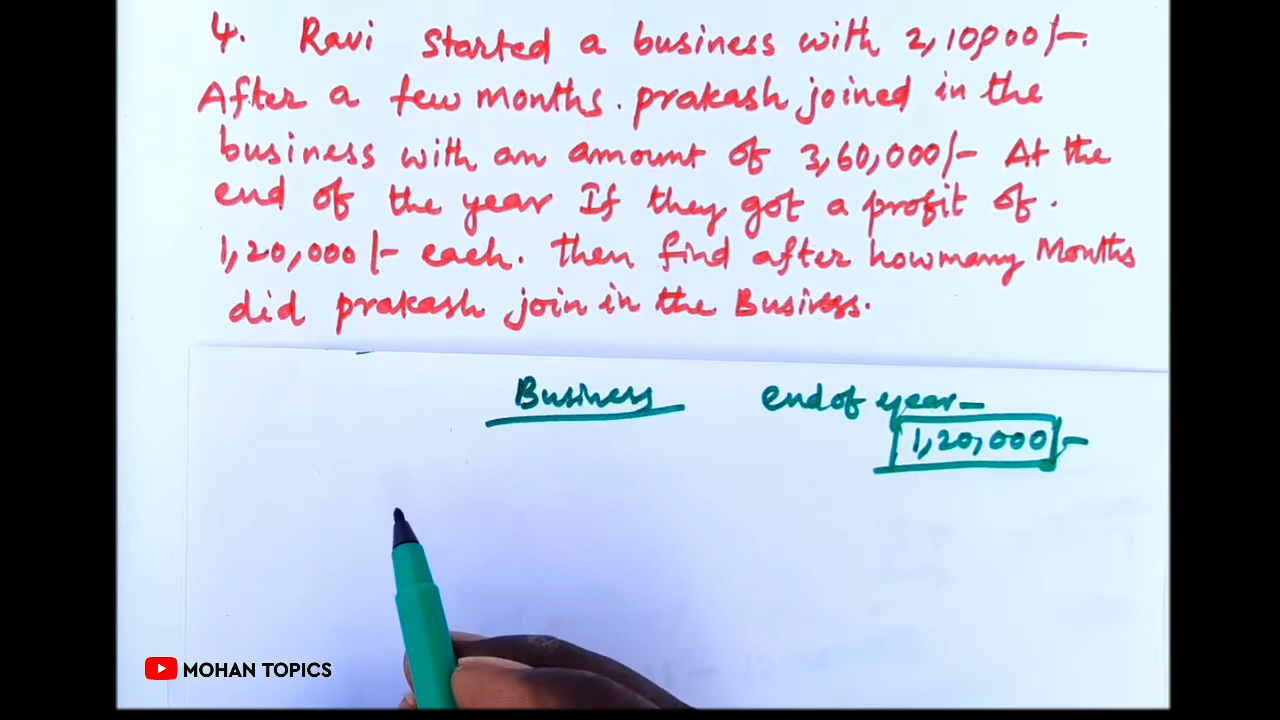 4. Ravi started a business with 2,10,000/-.
After a few months. prakash joined in the
business with an amount of 3,60,000/- At the
end of the year If they got a profit of.
1,20,000/- each. Then find after howmany Months
did prakash join in the Business.
Business end of year -
1,20,000/-
MOHAN TOPICS